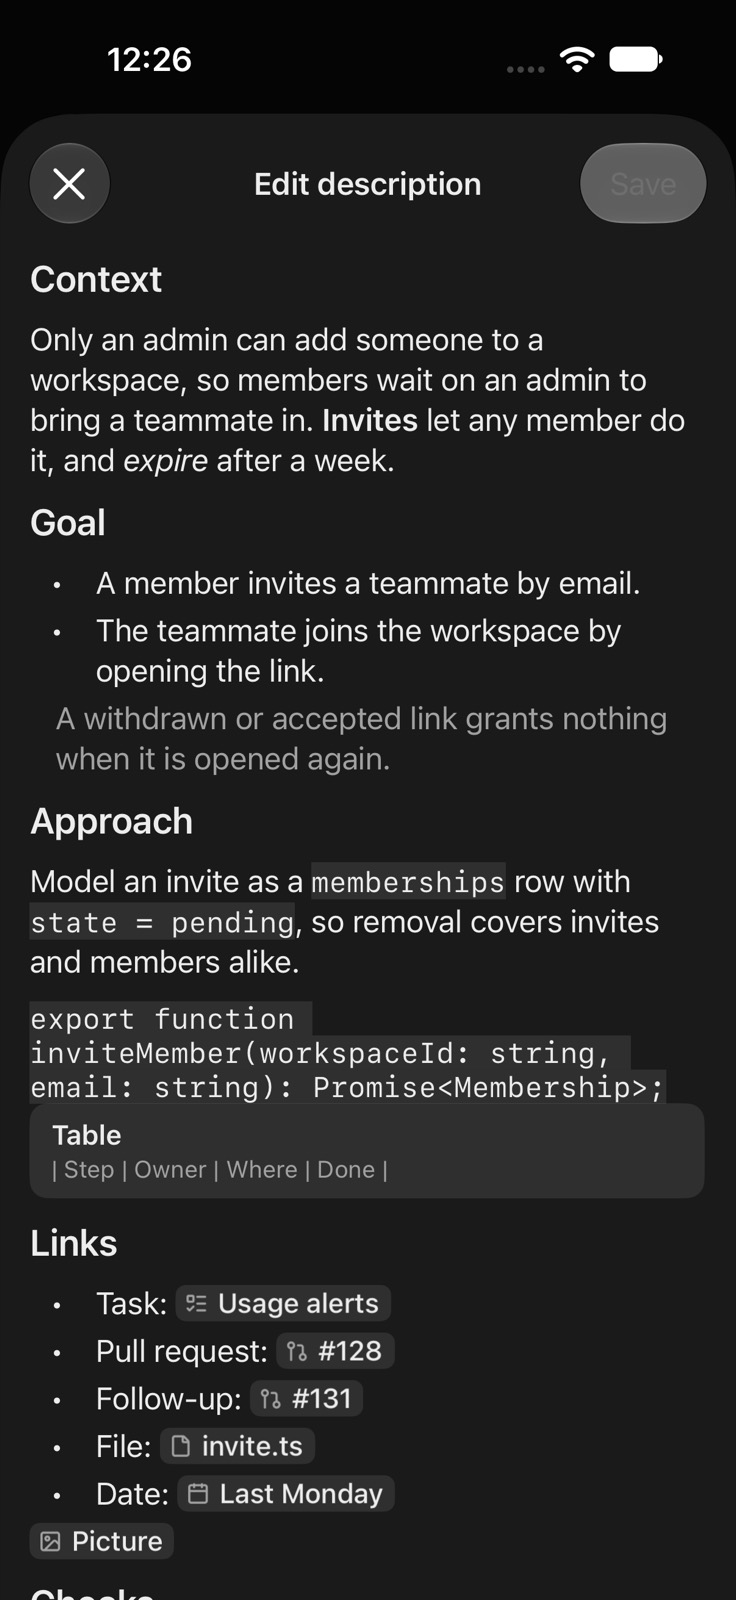 12:26
Edit description
Save
Context
Only an admin can add someone to a
workspace, so members wait on an admin to
bring a teammate in. Invites let any member do
it, and expire after a week.
Goal
• A member invites a teammate by email.
• The teammate joins the workspace by
opening the link.
A withdrawn or accepted link grants nothing
when it is opened again.
Approach
Model an invite as a memberships row with
state = pending, so removal covers invites
and members alike.
export function
inviteMember(workspaceId: string,
email: string): Promise<Membership>;
Table
| Step | Owner | Where | Done |
Links
• Task: Usage alerts
• Pull request: #128
• Follow-up: #131
• File: invite.ts
• Date: Last Monday
Picture